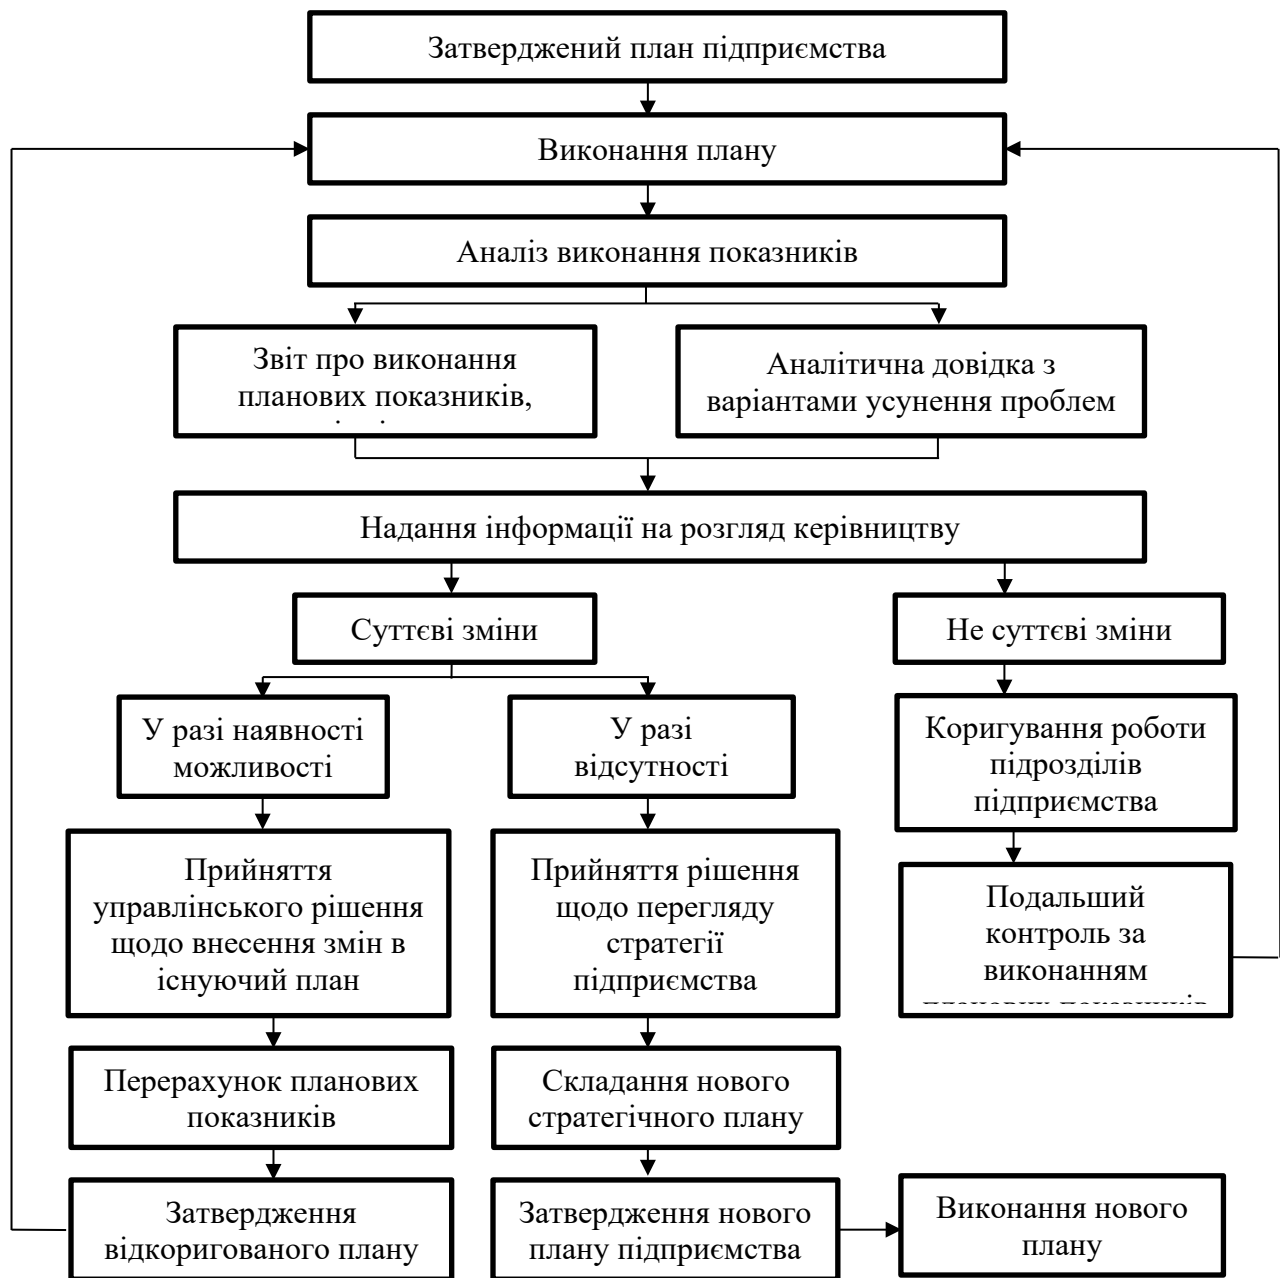 Затверджений план підприємства
Виконання плану
Аналіз виконання показників
Звіт про виконання
планових показників,
Аналітична довідка з
варіантами усунення проблем
Надання інформації на розгляд керівництву
Суттєві зміни
Не суттєві зміни
У разі наявності
можливості
У разі
відсутності
Коригування роботи
підрозділів
підприємства
Прийняття
управлінського рішення
щодо внесення змін в
існуючий план
Прийняття рішення
щодо перегляду
стратегії
підприємства
Подальший
контроль за
виконанням
планових показників
Перерахунок планових
показників
Складання нового
стратегічного плану
Затвердження
відкоригованого плану
Затвердження нового
плану підприємства
Виконання нового
плану